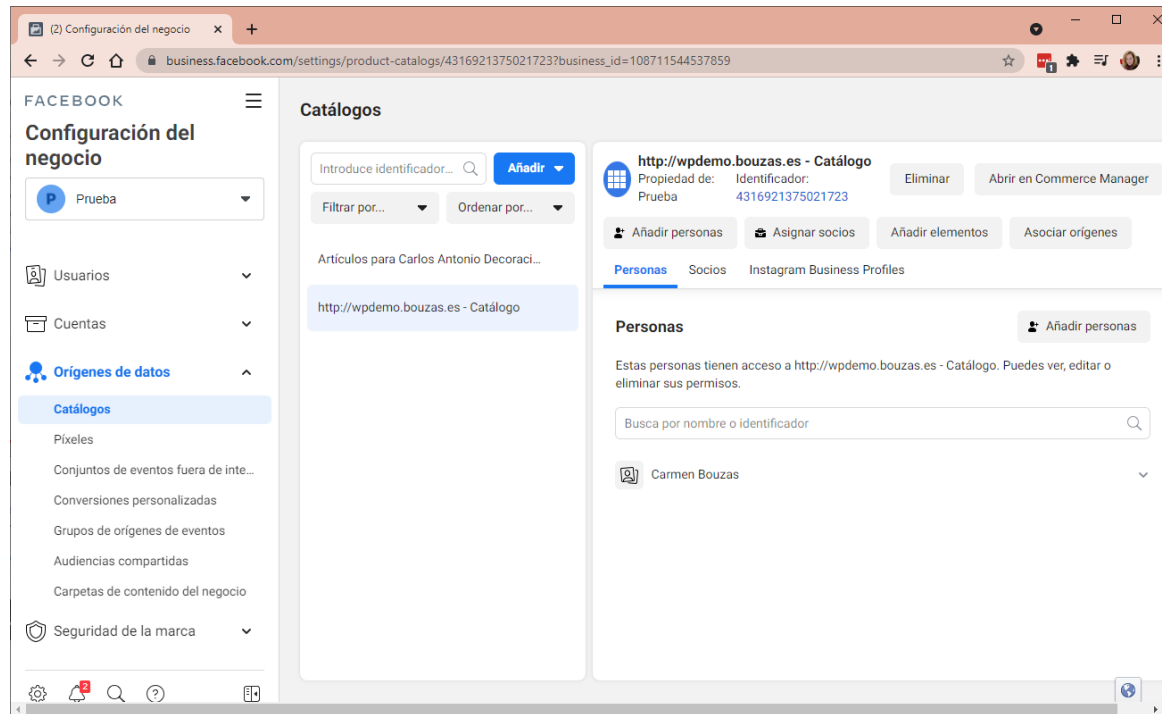 (2) Configuración del negocio
business.facebook.com/settings/product-catalogs/4316921375021723?business_id=108711544537859
1
FACEBOOK
Configuración del
negocio
P Prueba
Usuarios
Cuentas
Orígenes de datos
Catálogos
Píxeles
Conjuntos de eventos fuera de inte...
Conversiones personalizadas
Grupos de orígenes de eventos
Audiencias compartidas
Carpetas de contenido del negocio
Seguridad de la marca
2
Catálogos
Introduce identificador...
Añadir
Filtrar por...
Ordenar por...
Artículos para Carlos Antonio Decoraci...
http://wpdemo.bouzas.es - Catálogo
http://wpdemo.bouzas.es - Catálogo
Propiedad de: Identificador:
Prueba 4316921375021723
Eliminar
Abrir en Commerce Manager
Añadir personas
Asignar socios
Añadir elementos
Asociar orígenes
Personas Socios Instagram Business Profiles
Personas
Añadir personas
Estas personas tienen acceso a http://wpdemo.bouzas.es - Catálogo. Puedes ver, editar o
eliminar sus permisos.
Busca por nombre o identificador
Carmen Bouzas